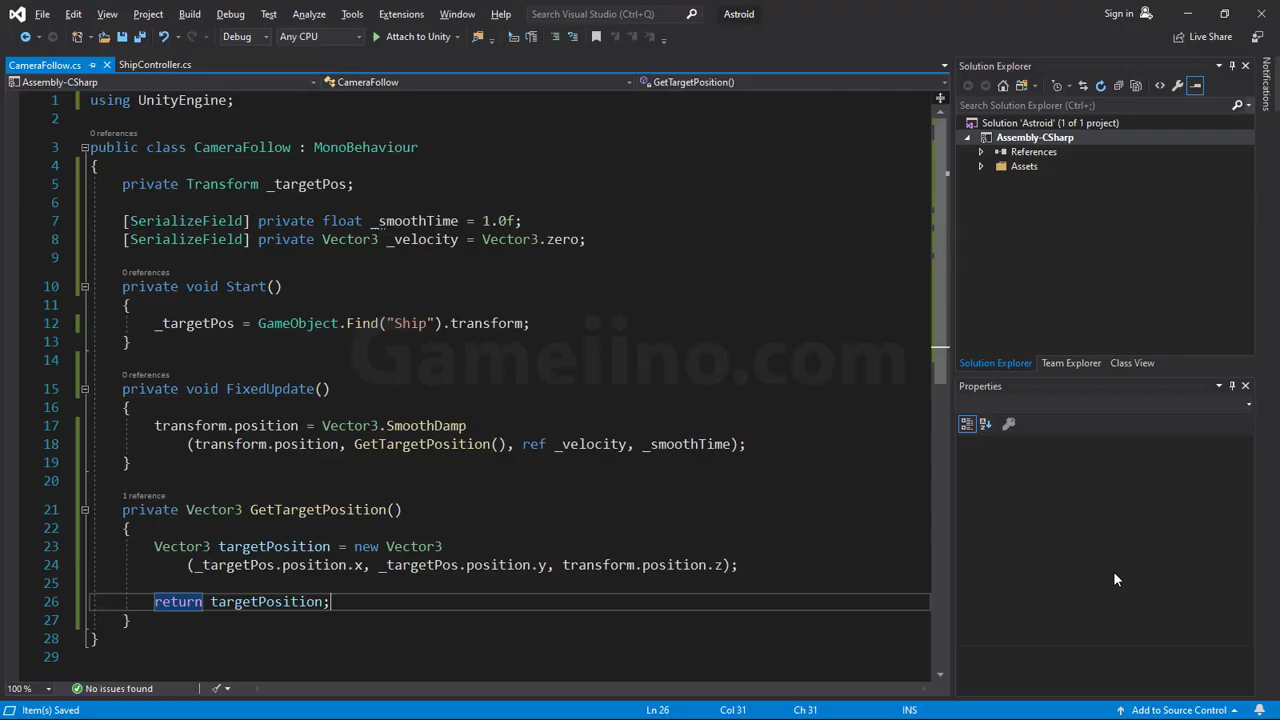 File Edit View Project Build Debug Test Analyze Tools Extensions Window Help Search Visual Studio Astroid Sign in
Debug Any CPU Attach to Unity Live Share
CameraFollow.cs ShipController.cs
Assembly-CSharp CameraFollow GetTargetPosition()
1 using UnityEngine;
2
0 references
3 public class CameraFollow : MonoBehaviour
4 {
5 private Transform _targetPos;
6
7 [SerializeField] private float _smoothTime = 1.0f;
8 [SerializeField] private Vector3 _velocity = Vector3.zero;
9
0 references
10 private void Start()
11 {
12 _targetPos = GameObject.Find("Ship").transform;
13 }
14
0 references
15 private void FixedUpdate()
16 {
17 transform.position = Vector3.SmoothDamp
18 (transform.position, GetTargetPosition(), ref _velocity, _smoothTime);
19 }
20
1 reference
21 private Vector3 GetTargetPosition()
22 {
23 Vector3 targetPosition = new Vector3
24 (_targetPos.position.x, _targetPos.position.y, transform.position.z);
25
26 return targetPosition;
27 }
28 }
29
Gameiino.com
100 % No issues found
Item(s) Saved Ln 26 Col 31 Ch 31 INS Add to Source Control
Solution Explorer
Search Solution Explorer (Ctrl+;)
Solution 'Astroid' (1 of 1 project)
Assembly-CSharp
References
Assets
Solution Explorer Team Explorer Class View
Properties
Notifications